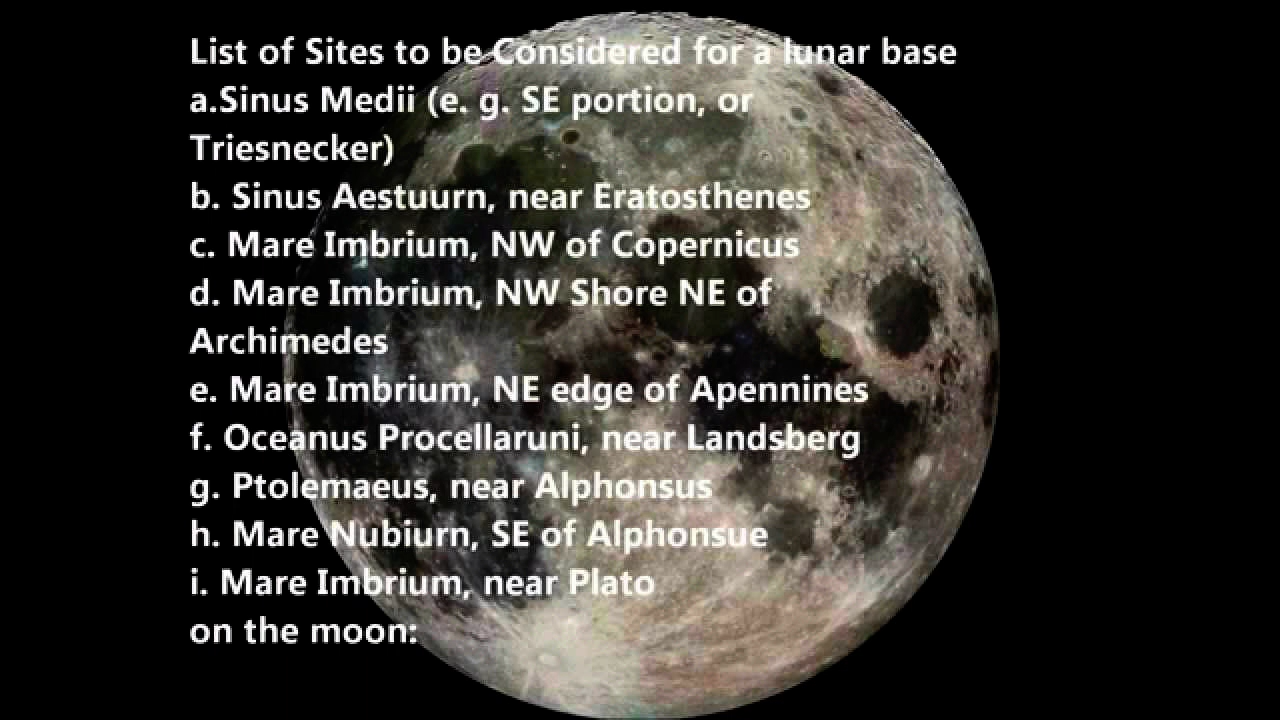 List of Sites to be Considered for a lunar base
a.Sinus Medii (e. g. SE portion, or
Triesnecker)
b. Sinus Aestuurn, near Eratosthenes
c. Mare Imbrium, NW of Copernicus
d. Mare Imbrium, NW Shore NE of
Archimedes
e. Mare Imbrium, NE edge of Apennines
f. Oceanus Procellaruni, near Landsberg
g. Ptolemaeus, near Alphonsus
h. Mare Nubiurn, SE of Alphonsue
i. Mare Imbrium, near Plato
on the moon: